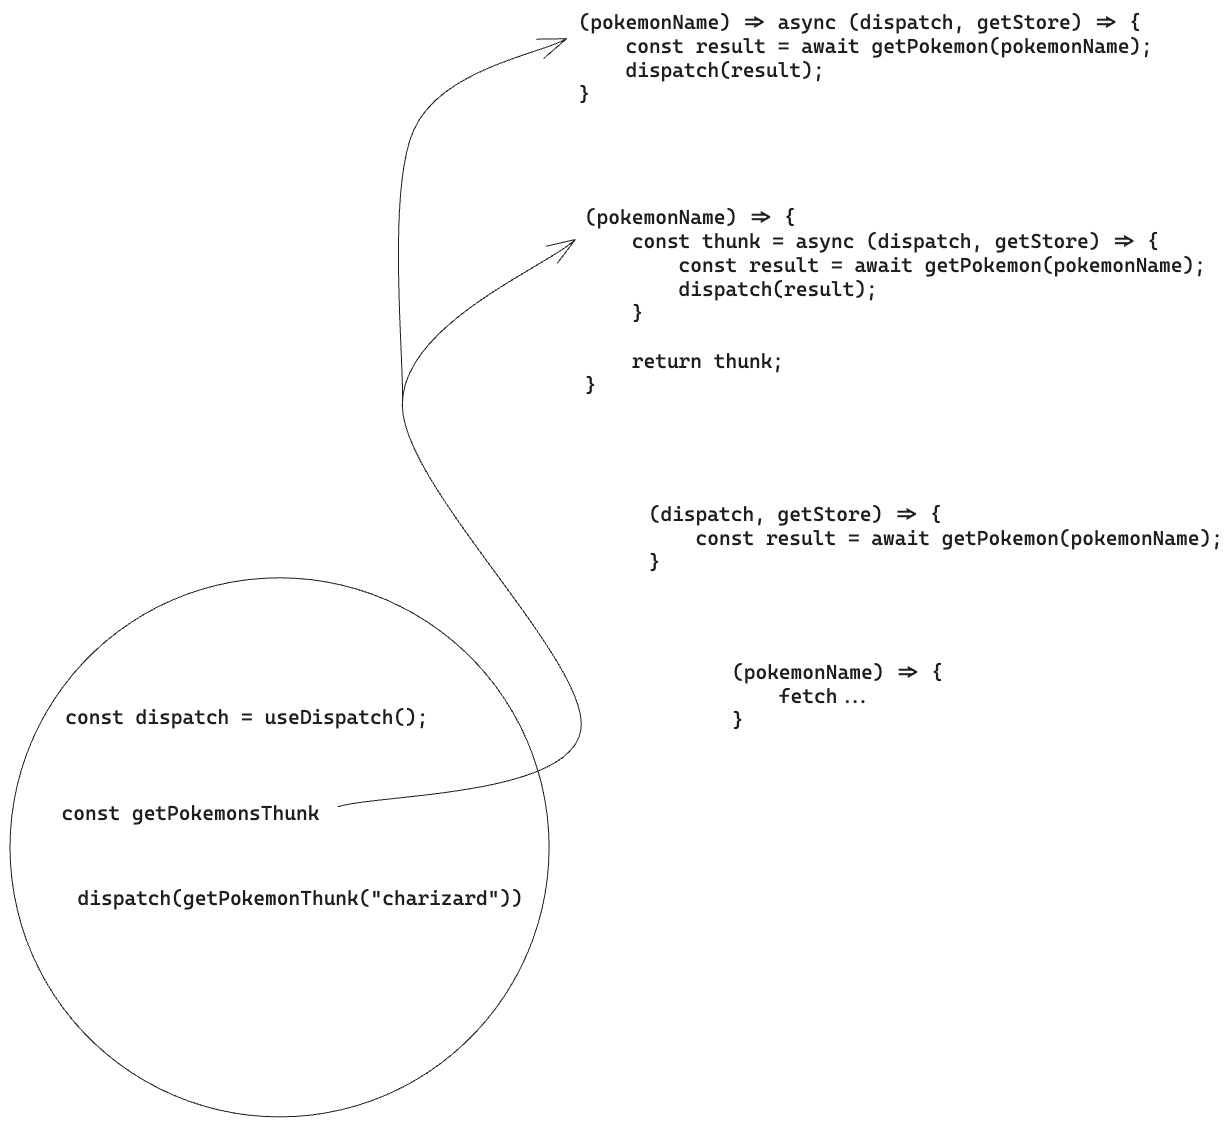 (pokemonName) => async (dispatch, getStore) => {
    const result = await getPokemon(pokemonName);
    dispatch(result);
}
(pokemonName) => {
    const thunk = async (dispatch, getStore) => {
        const result = await getPokemon(pokemonName);
        dispatch(result);
    }
    return thunk;
}
(dispatch, getStore) => {
    const result = await getPokemon(pokemonName);
}
(pokemonName) => {
    fetch...
}
const dispatch = useDispatch();
const getPokemonsThunk
dispatch(getPokemonThunk("charizard"))